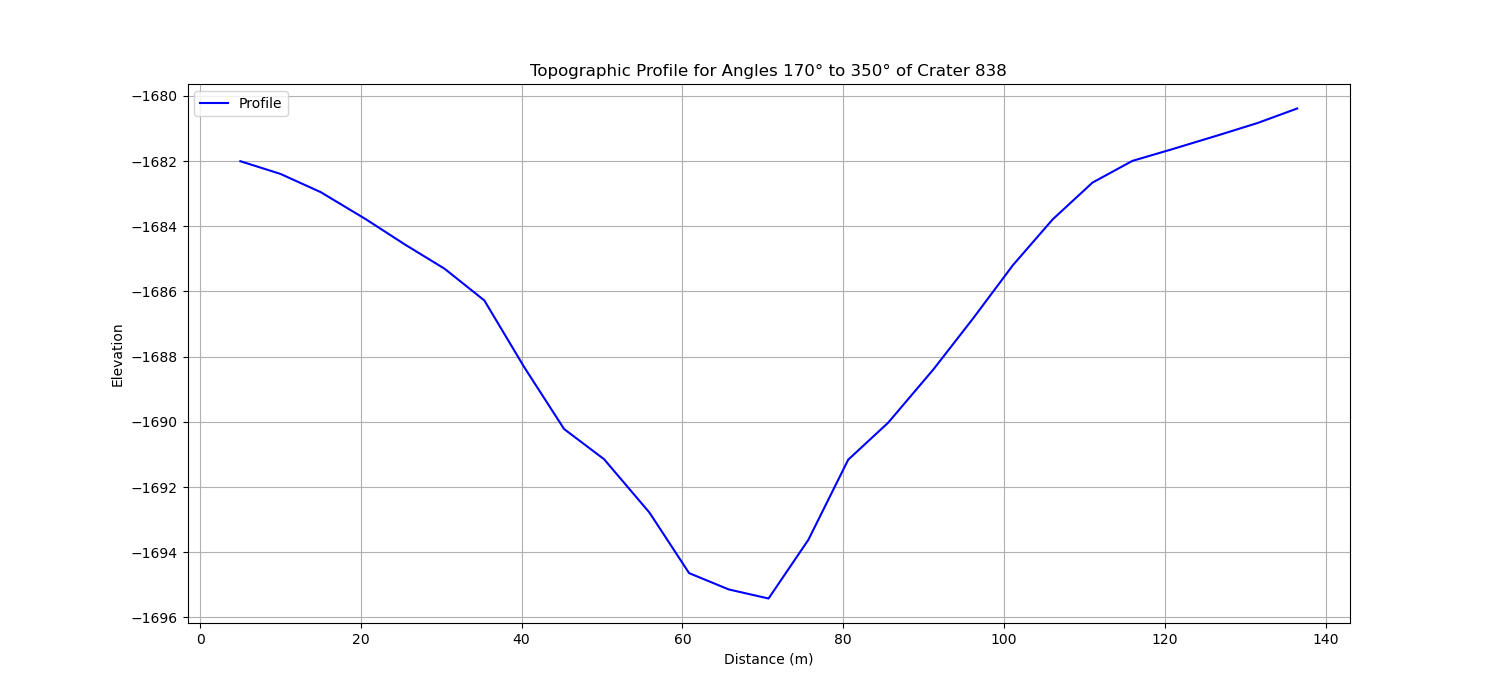 Topographic Profile for Angles 170° to 350° of Crater 838
Profile
−1680
−1682
−1684
−1686
−1688
−1690
−1692
−1694
−1696
Elevation
0 20 40 60 80 100 120 140
Distance (m)